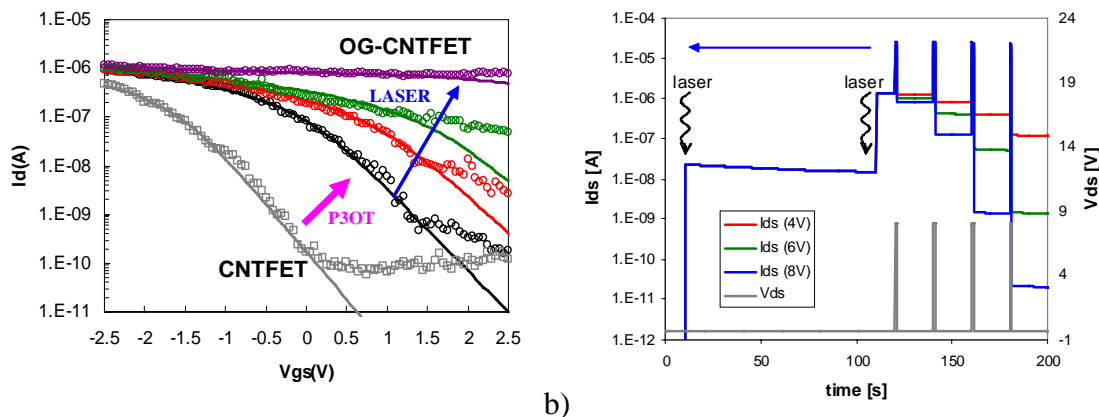 1.E-05
1.E-06
1.E-07
1.E-08
1.E-09
1.E-10
1.E-11
Id(A)
OG-CNTFET
LASER
P3OT
CNTFET
-2.5 -2 -1.5 -1 -0.5 0 0.5 1 1.5 2 2.5
Vgs(V)
b)
1.E-04
1.E-05
1.E-06
1.E-07
1.E-08
1.E-09
1.E-10
1.E-11
1.E-12
Ids [A]
laser
laser
Ids (4V)
Ids (6V)
Ids (8V)
Vds
24
19
14
9
4
-1
Vds [V]
0 50 100 150 200
time [s]